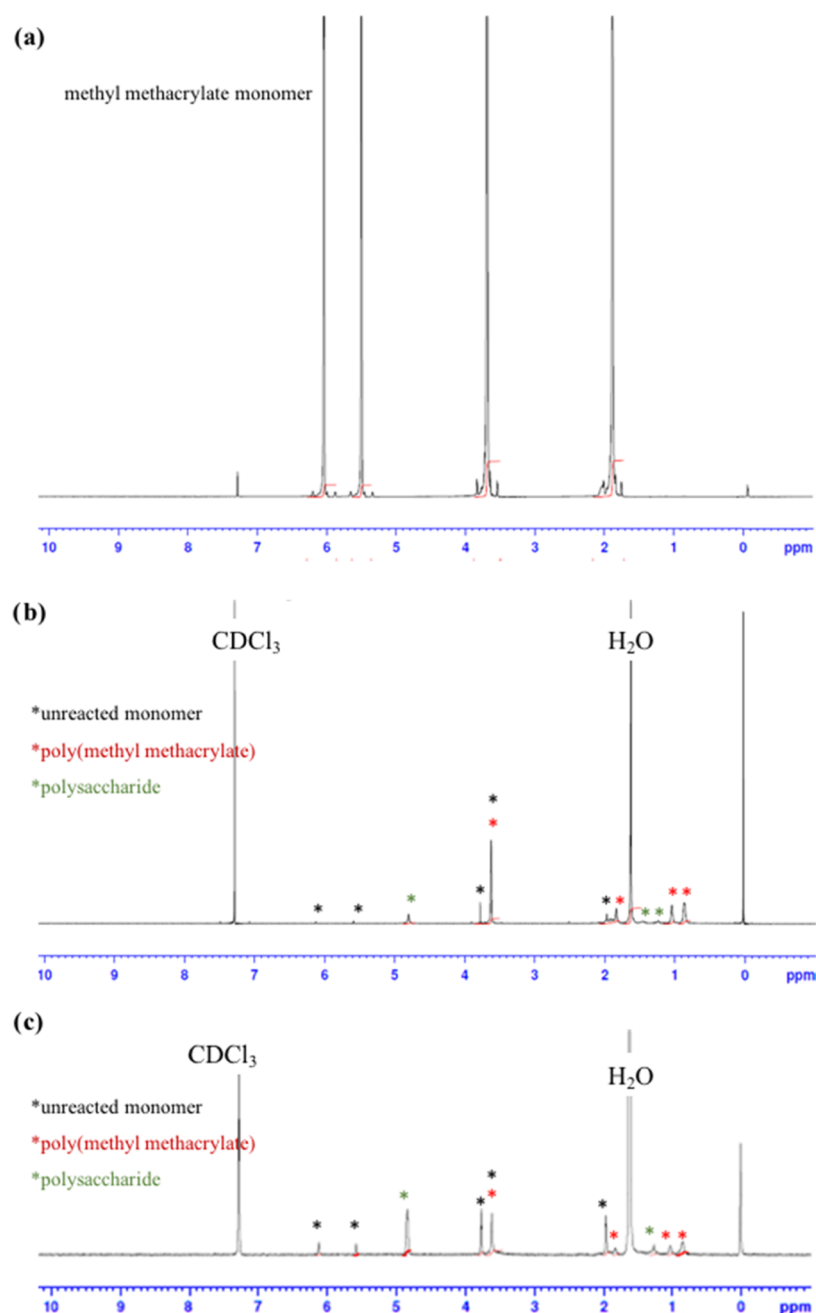 (a)
methyl methacrylate monomer
10 9 8 7 6 5 4 3 2 1 0 ppm
(b)
CDCl₃
H₂O
*unreacted monomer
*poly(methyl methacrylate)
*polysaccharide
* * * * * * * * * * * * *
10 9 8 7 6 5 4 3 2 1 0 ppm
(c)
CDCl₃
H₂O
*unreacted monomer
*poly(methyl methacrylate)
*polysaccharide
* * * * * * * * * * *
10 9 8 7 6 5 4 3 2 1 0 ppm